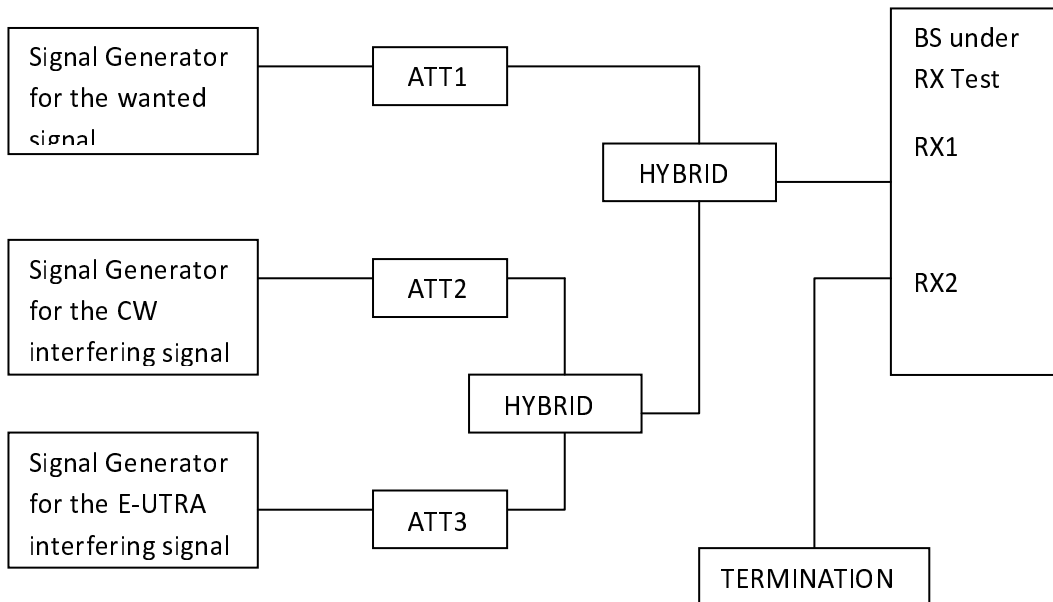 Signal Generator
for the wanted
signal
ATT1
HYBRID
BS under
RX Test
RX1
RX2
Signal Generator
for the CW
interfering signal
ATT2
HYBRID
Signal Generator
for the E-UTRA
interfering signal
ATT3
TERMINATION